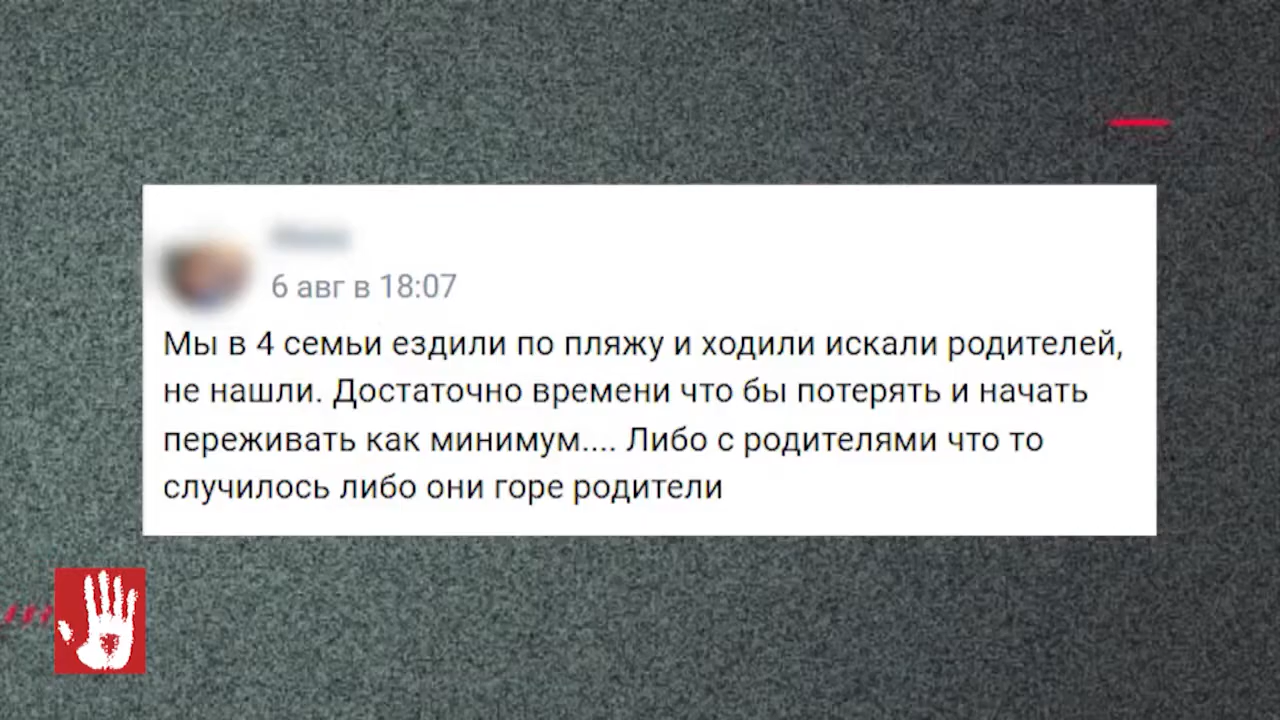 6 авг в 18:07
Мы в 4 семьи ездили по пляжу и ходили искали родителей,
не нашли. Достаточно времени что бы потерять и начать
переживать как минимум.... Либо с родителями что то
случилось либо они горе родители